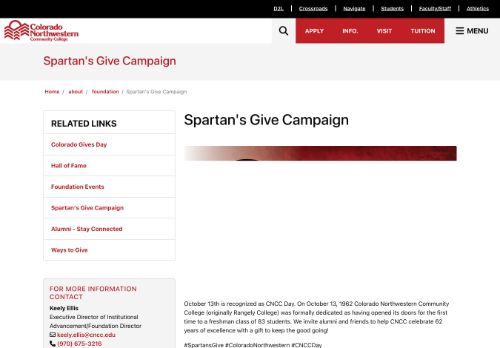 D2L | Crossroads | Navigate | Students | Faculty/Staff | Athletics
Colorado
Northwestern
Community College
APPLY INFO. VISIT TUITION MENU
Spartan's Give Campaign
Home / about / foundation / Spartan's Give Campaign
RELATED LINKS
Colorado Gives Day
Hall of Fame
Foundation Events
Spartan's Give Campaign
Alumni - Stay Connected
Ways to Give
FOR MORE INFORMATION
CONTACT
Keely Ellis
Executive Director of Institutional
Advancement/Foundation Director
keely.ellis@cncc.edu
(970) 675-3216
Spartan's Give Campaign
October 13th is recognized as CNCC Day. On October 13, 1962 Colorado Northwestern Community
College (originally Rangely College) was formally dedicated as having opened its doors for the first
time to a freshman class of 83 students. We invite alumni and friends to help CNCC celebrate 62
years of excellence with a gift to keep the good going!
#SpartansGive #ColoradoNorthwestern #CNCCDay